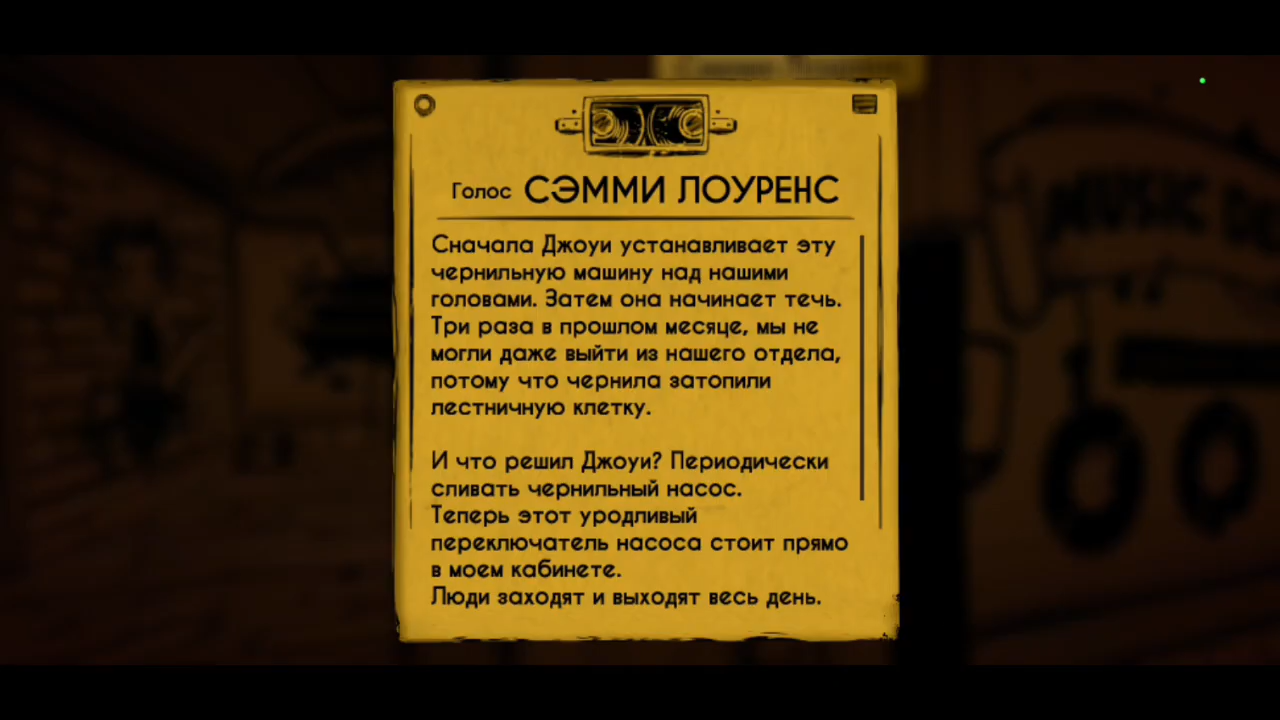 Голос СЭММИ ЛОУРЕНС
Сначала Джоуи устанавливает эту
чернильную машину над нашими
головами. Затем она начинает течь.
Три раза в прошлом месяце, мы не
могли даже выйти из нашего отдела,
потому что чернила затопили
лестничную клетку.
И что решил Джоуи? Периодически
сливать чернильный насос.
Теперь этот уродливый
переключатель насоса стоит прямо
в моем кабинете.
Люди заходят и выходят весь день.
MUSIC DE